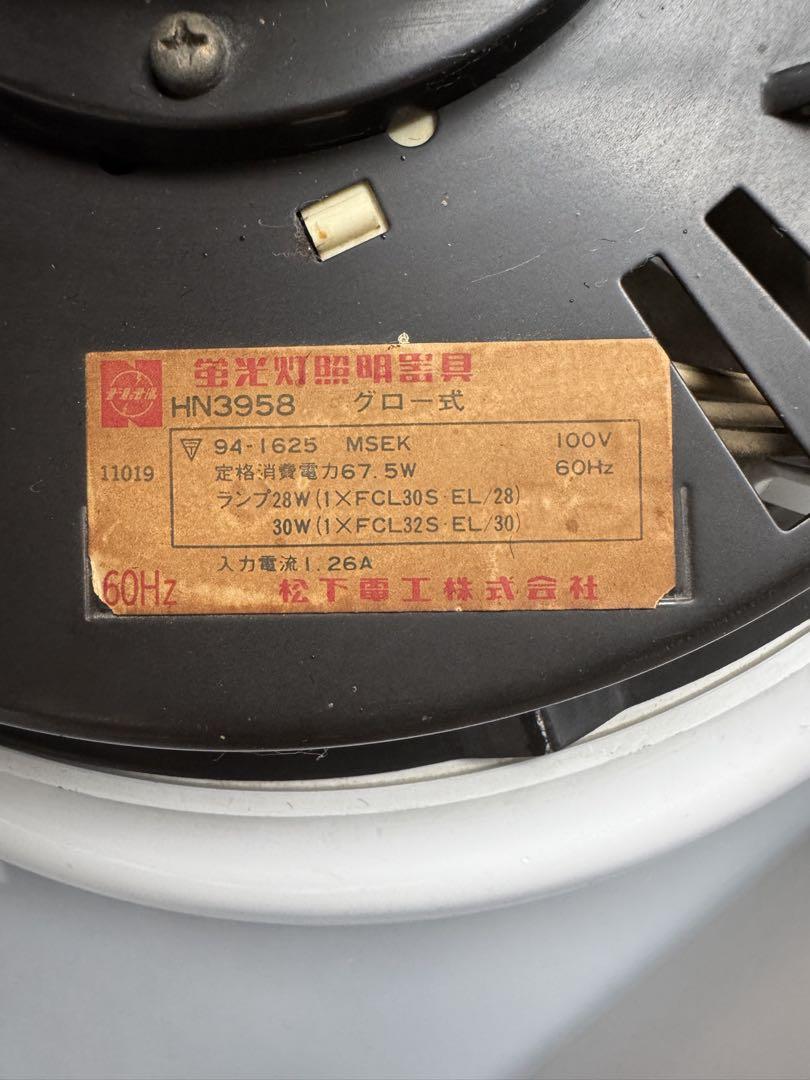 螢光灯照明器具
HN3958 グロー式
94-1625 MSEK 100V
11019 定格消費電力67.5W 60Hz
ランプ28W(1×FCL30S·EL/28)
30W(1×FCL32S·EL/30)
入力電流1.26A
60Hz 松下電工株式会社